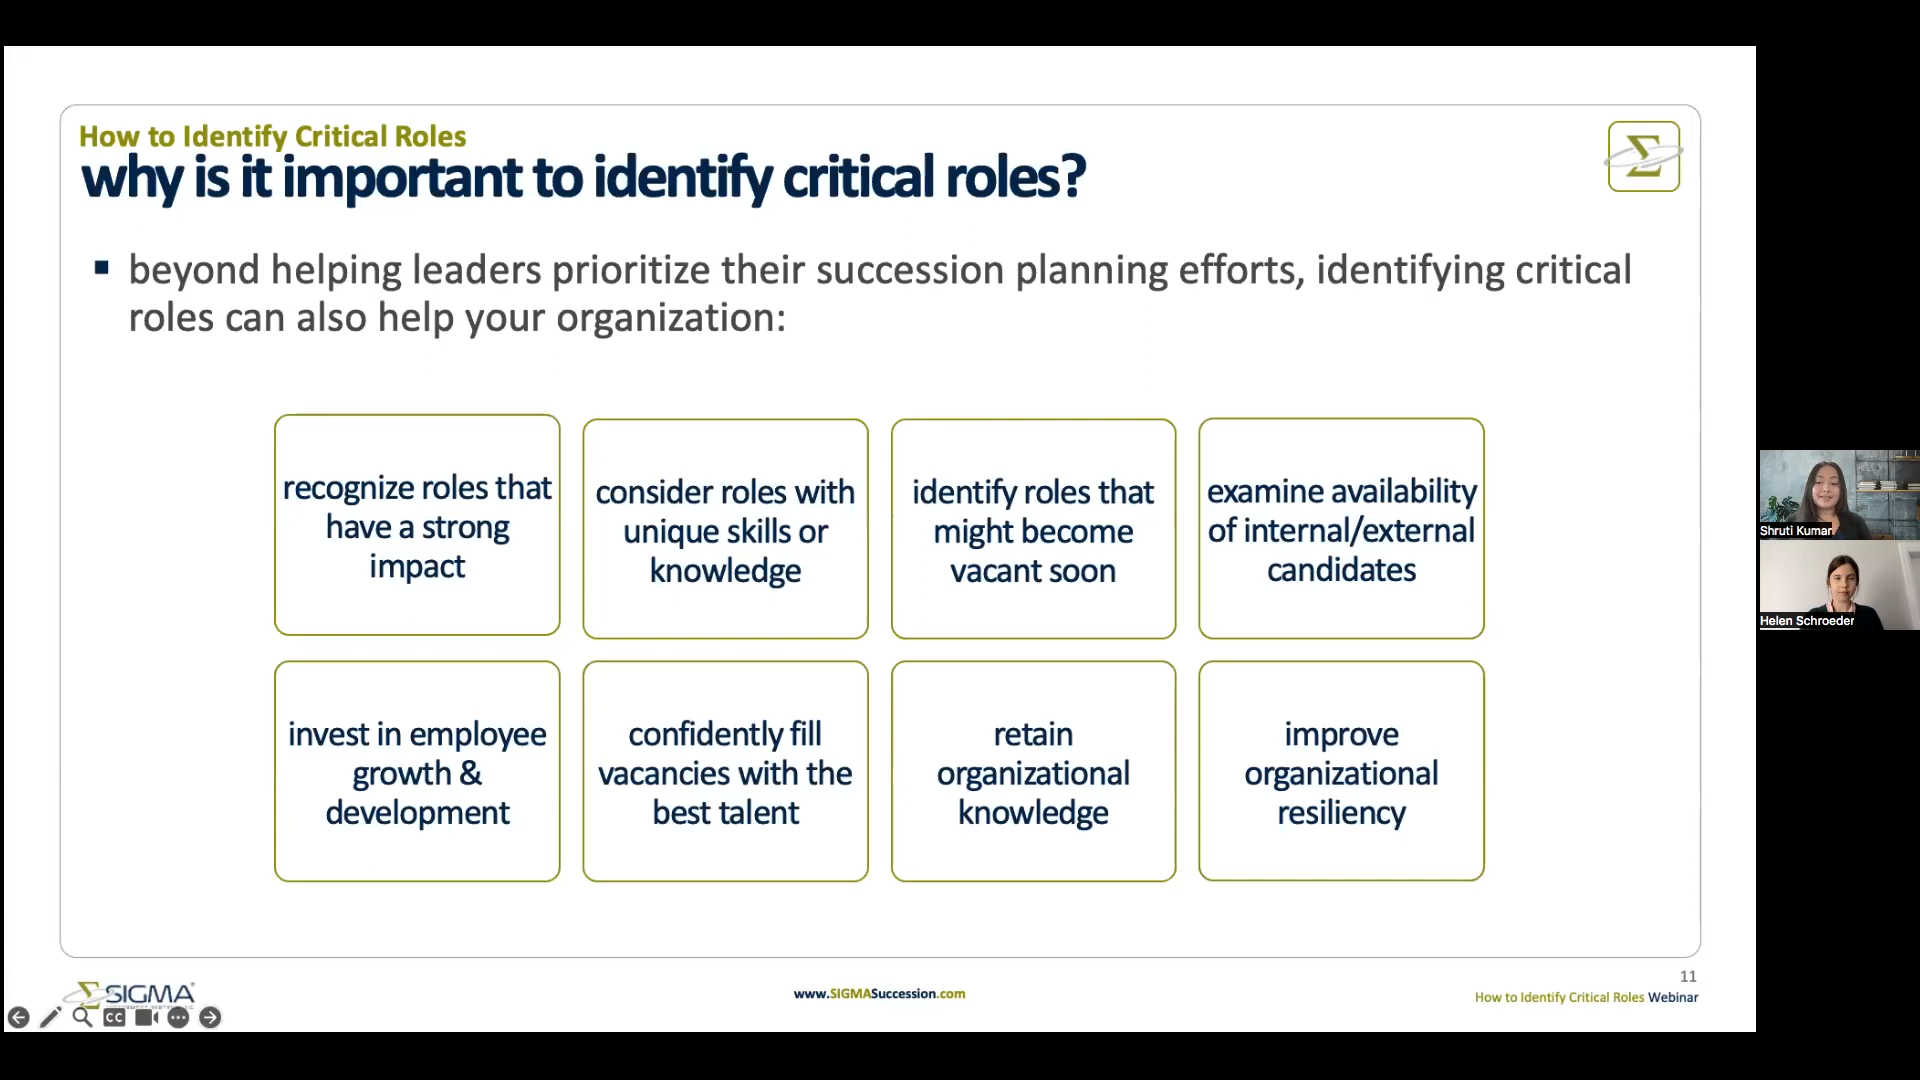 How to Identify Critical Roles
why is it important to identify critical roles?
▪ beyond helping leaders prioritize their succession planning efforts, identifying critical
roles can also help your organization:
recognize roles that
have a strong
impact
consider roles with
unique skills or
knowledge
identify roles that
might become
vacant soon
examine availability
of internal/external
candidates
invest in employee
growth &
development
confidently fill
vacancies with the
best talent
retain
organizational
knowledge
improve
organizational
resiliency
Shruti Kumar
Helen Schroeder
ΣSIGMA
CC
www.SIGMASuccession.com
11
How to Identify Critical Roles Webinar